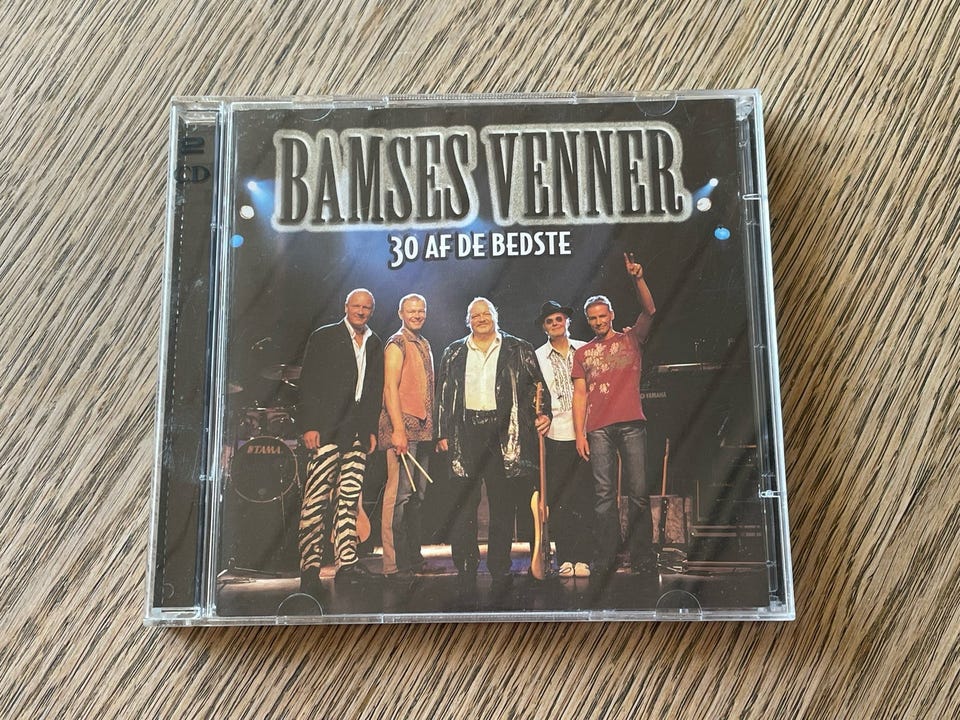 2
CD
BAMSES VENNER
30 AF DE BEDSTE
TAMA
YAMAHA